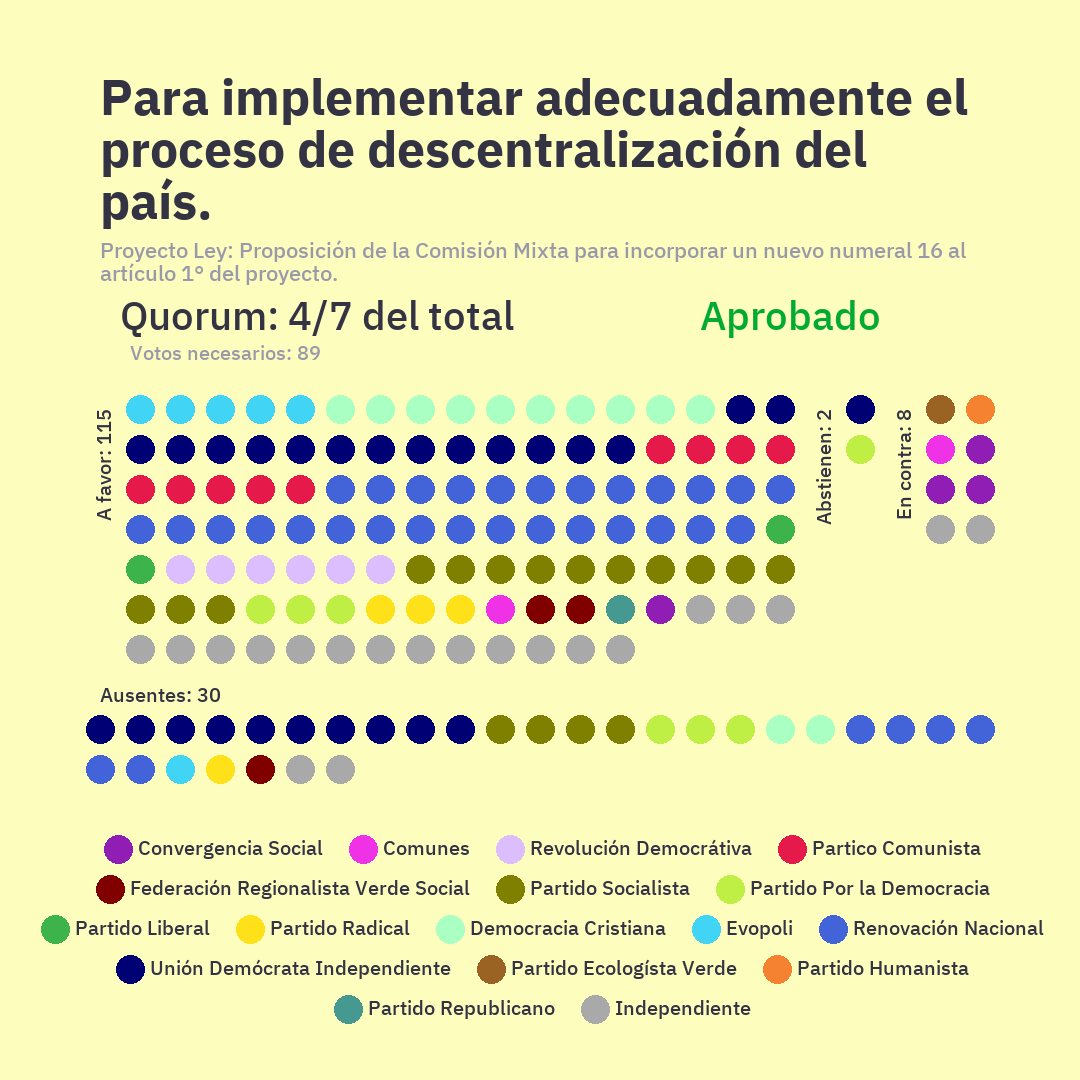 Para implementar adecuadamente el
proceso de descentralización del
país.
Proyecto Ley: Proposición de la Comisión Mixta para incorporar un nuevo numeral 16 al
artículo 1° del proyecto.
Quorum: 4/7 del total
Aprobado
Votos necesarios: 89
A favor: 115
Abstienen: 2
En contra: 8
Ausentes: 30
Convergencia Social
Comunes
Revolución Democrátiva
Partico Comunista
Federación Regionalista Verde Social
Partido Socialista
Partido Por la Democracia
Partido Liberal
Partido Radical
Democracia Cristiana
Evopoli
Renovación Nacional
Unión Demócrata Independiente
Partido Ecologísta Verde
Partido Humanista
Partido Republicano
Independiente